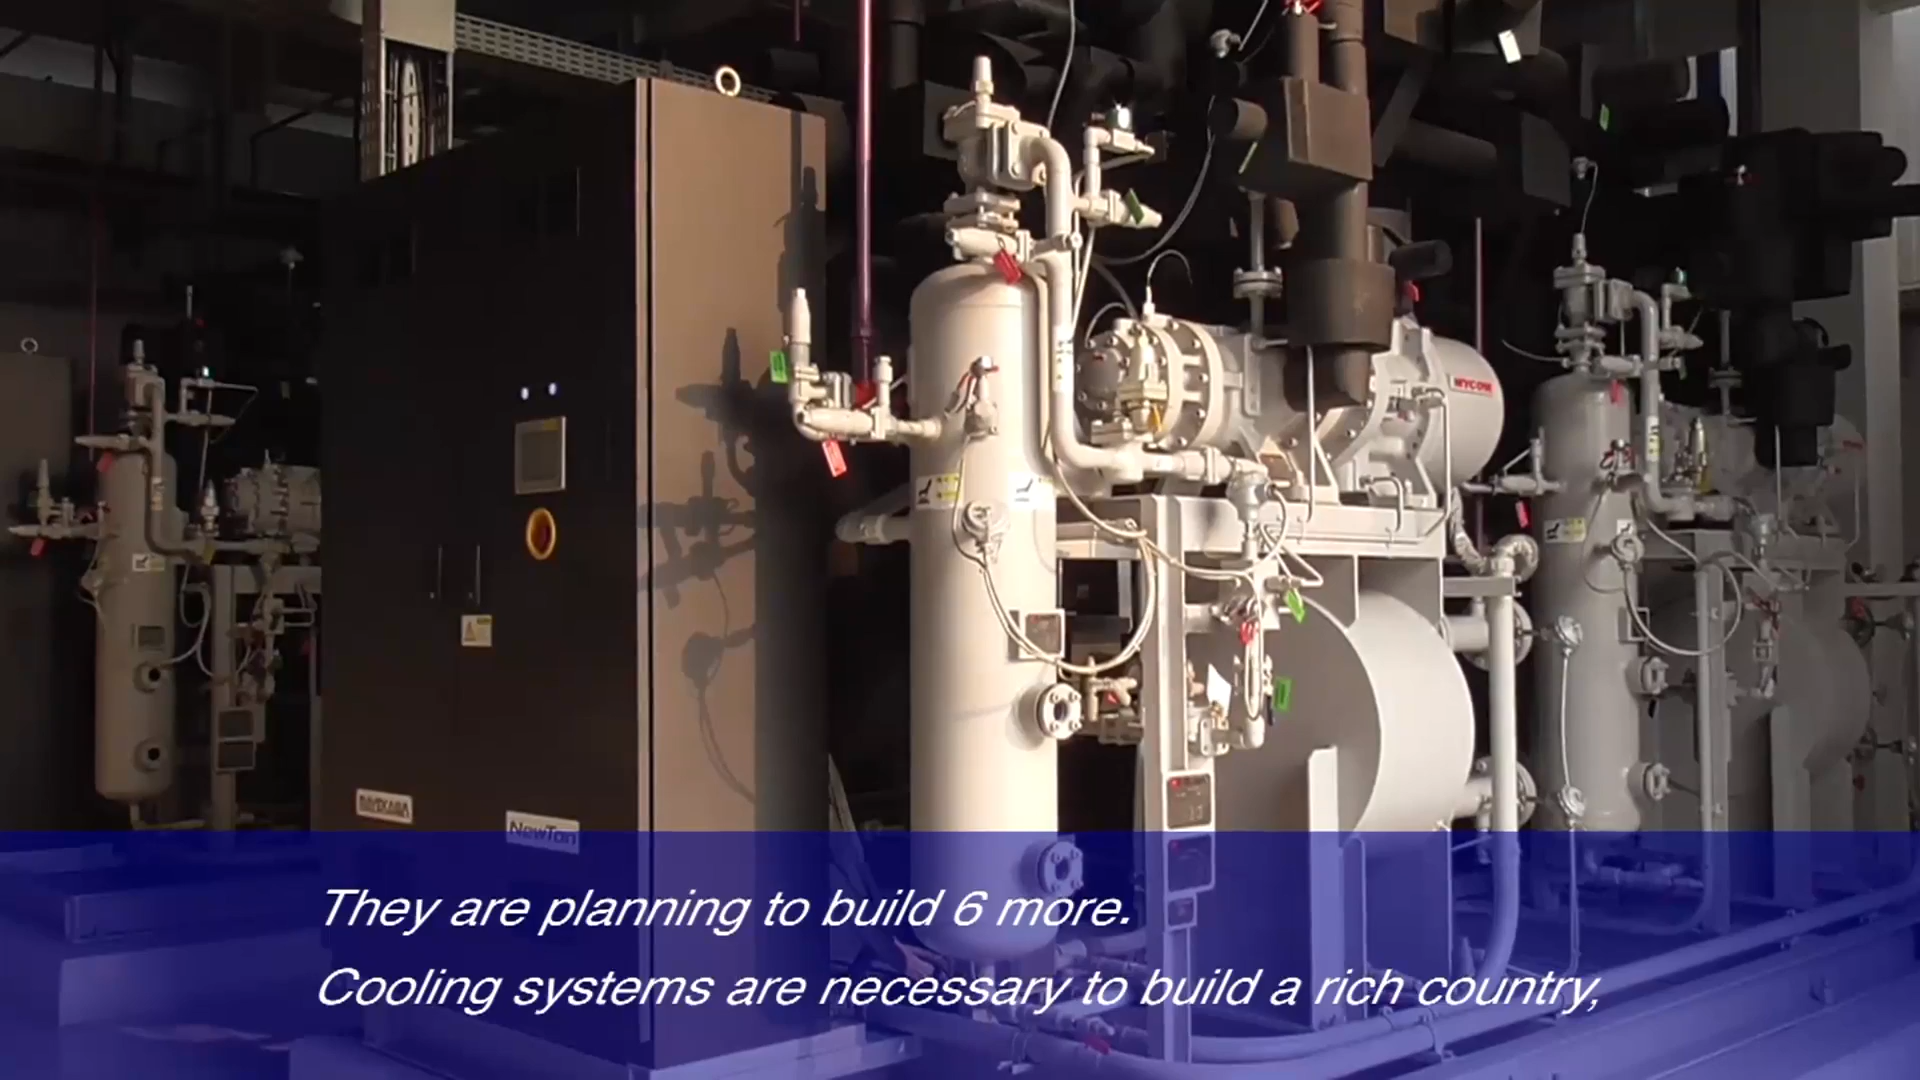 MYCOM
MAYEKAWA
NewTon
They are planning to build 6 more.
Cooling systems are necessary to build a rich country,